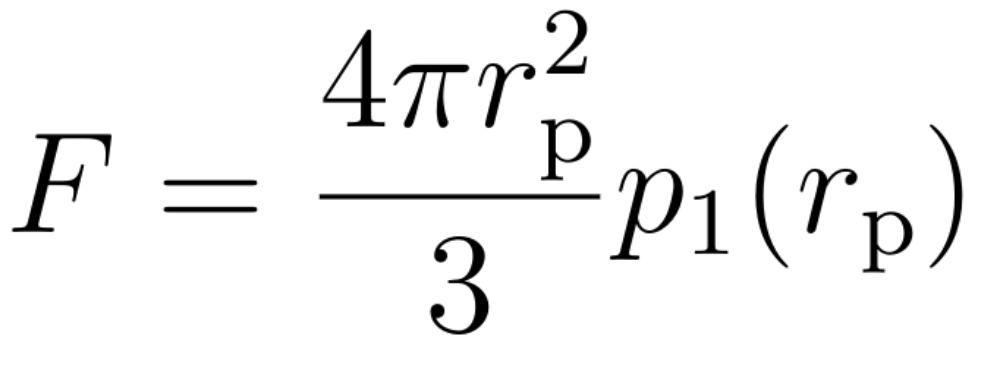 F = \frac{4\pi r_{\mathrm{p}}^{2}}{3} p_1(r_{\mathrm{p}})